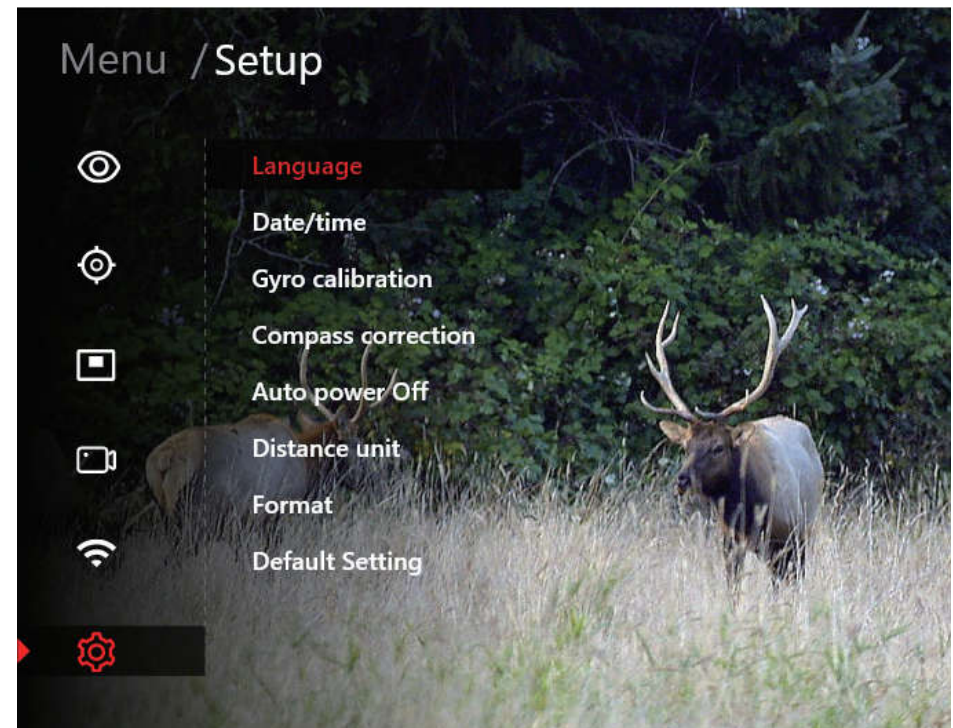 Menu / Setup
Language
Date/time
Gyro calibration
Compass correction
Auto power Off
Distance unit
Format
Default Setting